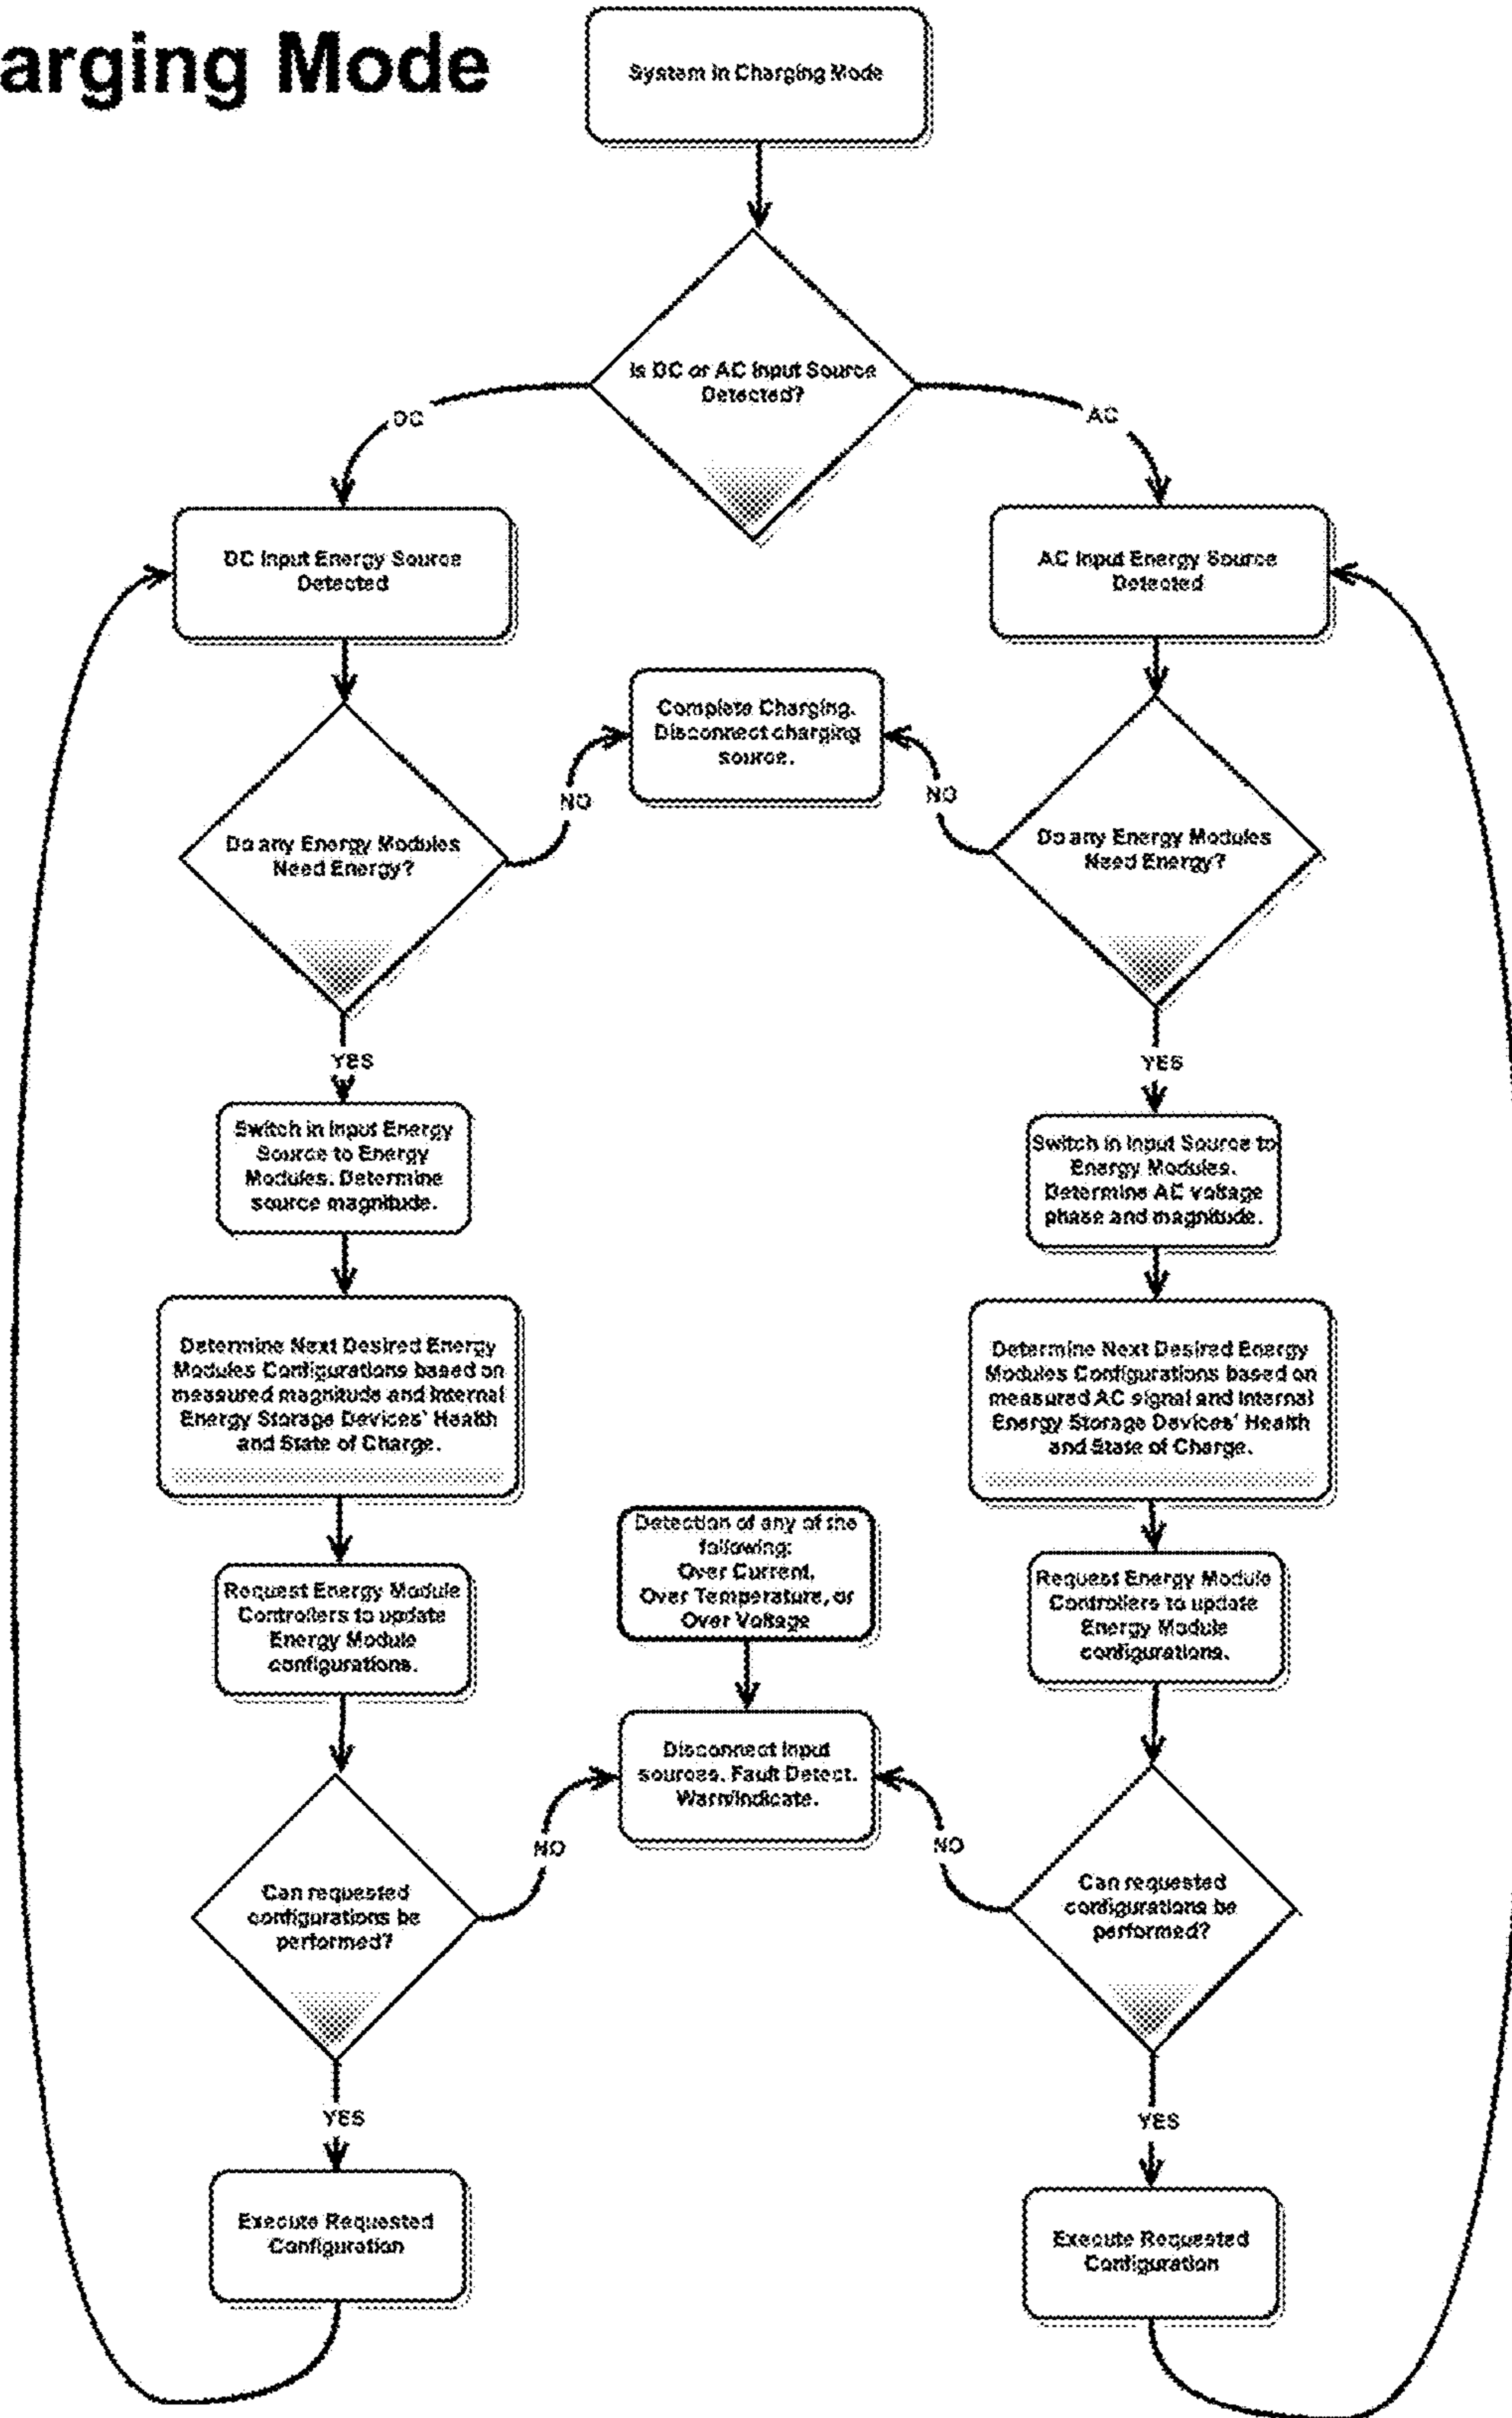 arging Mode
System in Charging Mode
Is DC or AC Input Source
Detected?
DC
AC
DC Input Energy Source
Detected
AC Input Energy Source
Detected
Complete Charging.
Disconnect charging
source.
NO
NO
Do any Energy Modules
Need Energy?
Do any Energy Modules
Need Energy?
YES
YES
Switch in Input Energy
Source to Energy
Modules. Determine
source magnitude.
Switch in Input Source to
Energy Modules.
Determine AC voltage
phase and magnitude.
Determine Next Desired Energy
Modules Configurations based on
measured magnitude and Internal
Energy Storage Devices' Health
and State of Charge.
Determine Next Desired Energy
Modules Configurations based on
measured AC signal and Internal
Energy Storage Devices' Health
and State of Charge.
Detection of any of the
following:
Over Current,
Over Temperature, or
Over Voltage
Request Energy Module
Controllers to update
Energy Module
configurations.
Request Energy Module
Controllers to update
Energy Module
configurations.
Disconnect Input
sources. Fault Detect.
Warn/Indicate.
NO
NO
Can requested
configurations be
performed?
Can requested
configurations be
performed?
YES
YES
Execute Requested
Configuration
Execute Requested
Configuration